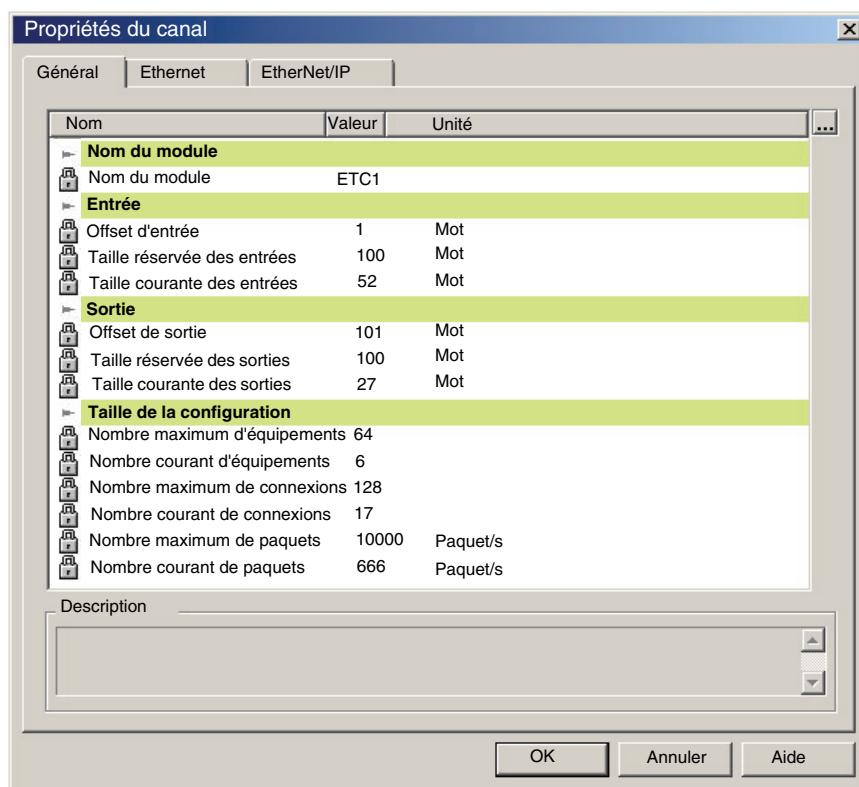 Propriétés du canal
Général Ethernet EtherNet/IP
Nom Valeur Unité ...
Nom du module
Nom du module ETC1
Entrée
Offset d'entrée 1 Mot
Taille réservée des entrées 100 Mot
Taille courante des entrées 52 Mot
Sortie
Offset de sortie 101 Mot
Taille réservée des sorties 100 Mot
Taille courante des sorties 27 Mot
Taille de la configuration
Nombre maximum d'équipements 64
Nombre courant d'équipements 6
Nombre maximum de connexions 128
Nombre courant de connexions 17
Nombre maximum de paquets 10000 Paquet/s
Nombre courant de paquets 666 Paquet/s
Description
OK Annuler Aide